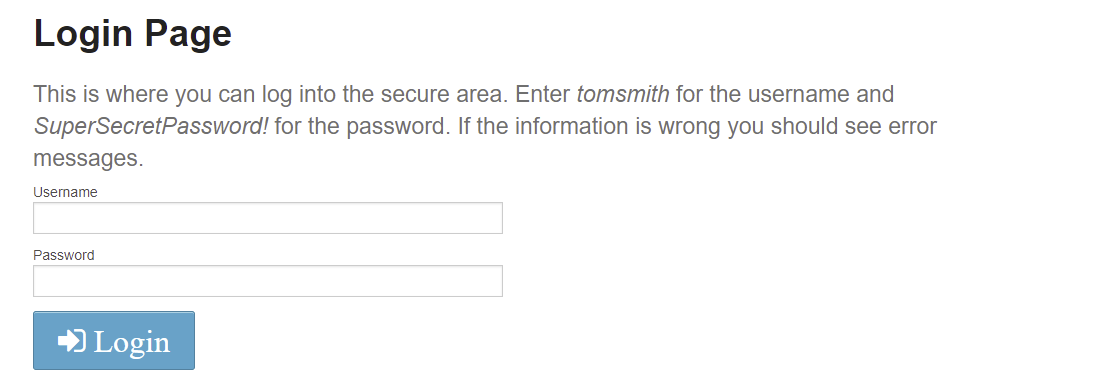 Login Page
This is where you can log into the secure area. Enter tomsmith for the username and
SuperSecretPassword! for the password. If the information is wrong you should see error
messages.
Username
Password
Login